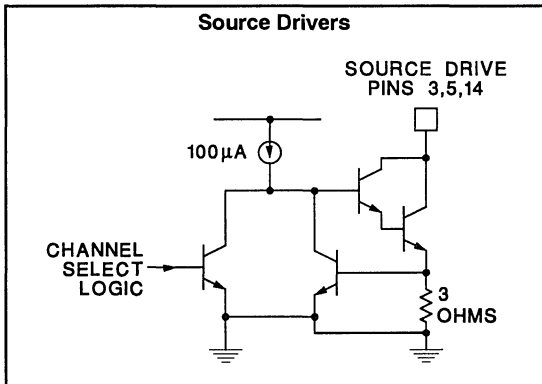 Source Drivers
SOURCE DRIVE
PINS 3,5,14
100μA
CHANNEL
SELECT
LOGIC
3
OHMS